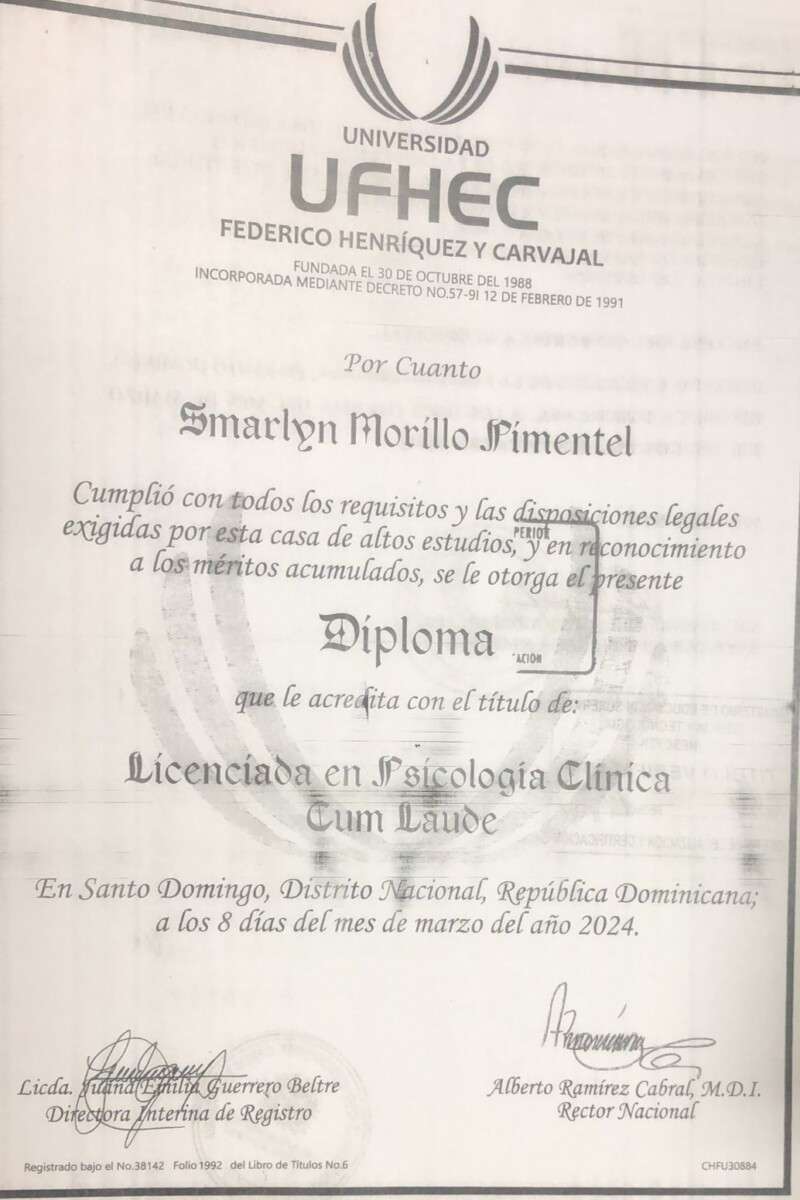 UNIVERSIDAD
UFHEC
FEDERICO HENRÍQUEZ Y CARVAJAL
FUNDADA EL 30 DE OCTUBRE DEL 1988
INCORPORADA MEDIANTE DECRETO NO.57-91 12 DE FEBRERO DE 1991
Por Cuanto
Smarlyn Morillo Pimentel
Cumplió con todos los requisitos y las disposiciones legales
exigidas por esta casa de altos estudios, y en reconocimiento
a los méritos acumulados, se le otorga el presente
PERIOR
Diploma
ACIÓN
que le acredita con el título de:
Licenciada en Psicología Clínica
Cum Laude
En Santo Domingo, Distrito Nacional, República Dominicana;
a los 8 días del mes de marzo del año 2024.
Licda. Juana Emilia Guerrero Beltre
Directora Interina de Registro
Alberto Ramírez Cabral, M.D.I.
Rector Nacional
Registrado bajo el No.38142 Folio 1992 del Libro de Titulos No.6
CHFU30884